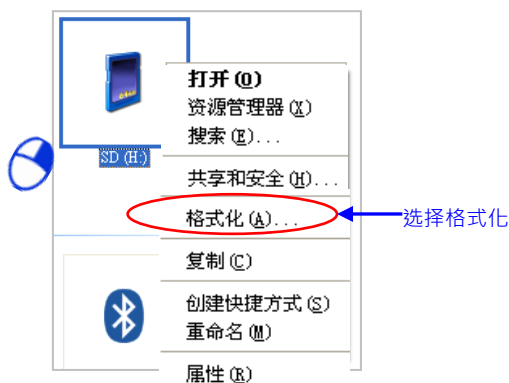 打开(O)
资源管理器(X)
搜索(E)...
SD (H:)
共享和安全(H)...
格式化(A)...
选择格式化
复制(C)
创建快捷方式(S)
重命名(M)
属性(R)